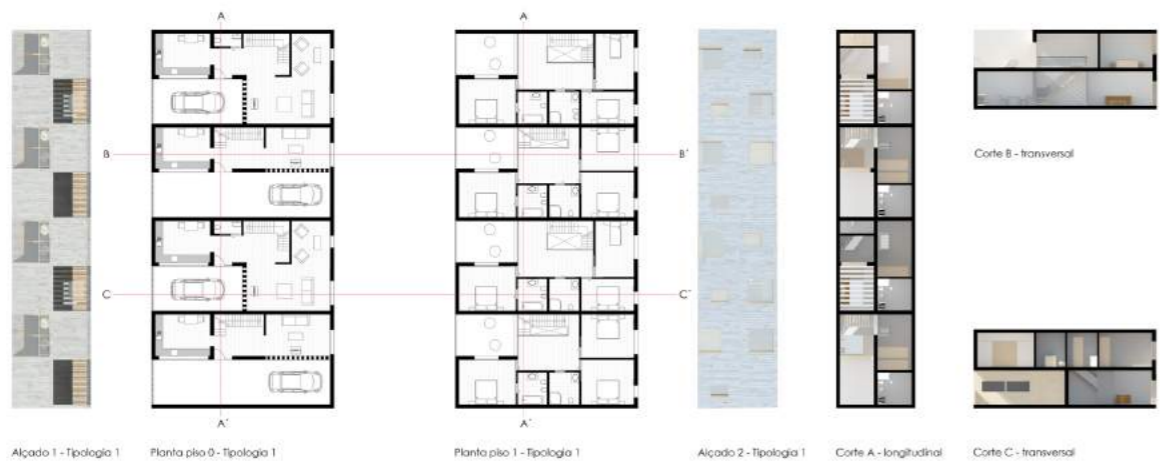 A
A
B
B´
C
C´
A´
A´
Corte B - transversal
Alçado 1 - Tipologia 1
Planta piso 0 - Tipologia 1
Planta piso 1 - Tipologia 1
Alçado 2 - Tipologia 1
Corte A - longitudinal
Corte C - transversal